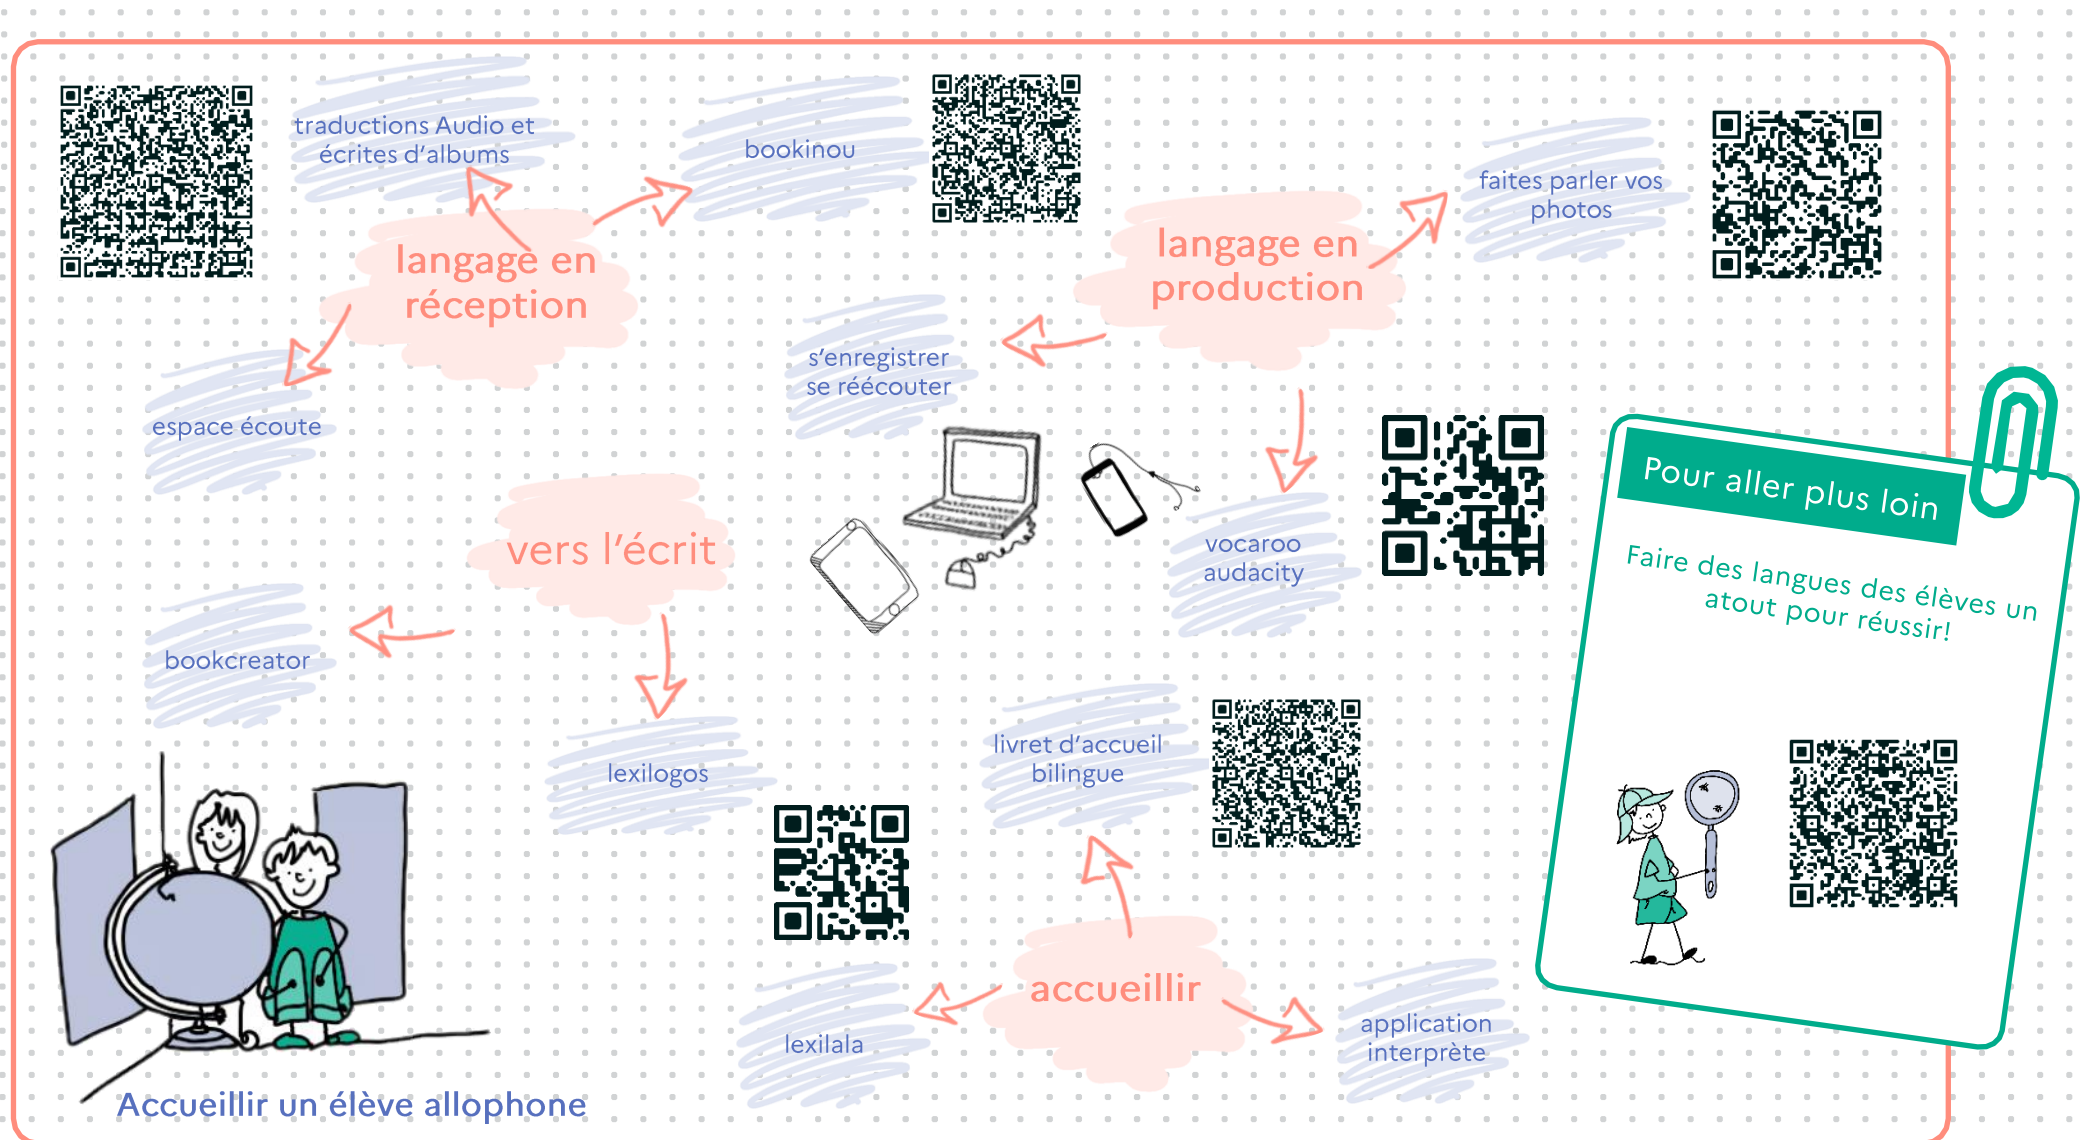 traductions Audio et
écrites d'albums
bookinou
langage en
réception
espace écoute
langage en
production
faites parler vos
photos
s'enregistrer
se réécouter
vocaroo
audacity
vers l'écrit
bookcreator
lexilogos
livret d'accueil
bilingue
accueillir
lexilala
application
interprète
Accueillir un élève allophone
Pour aller plus loin
Faire des langues des élèves un
atout pour réussir!